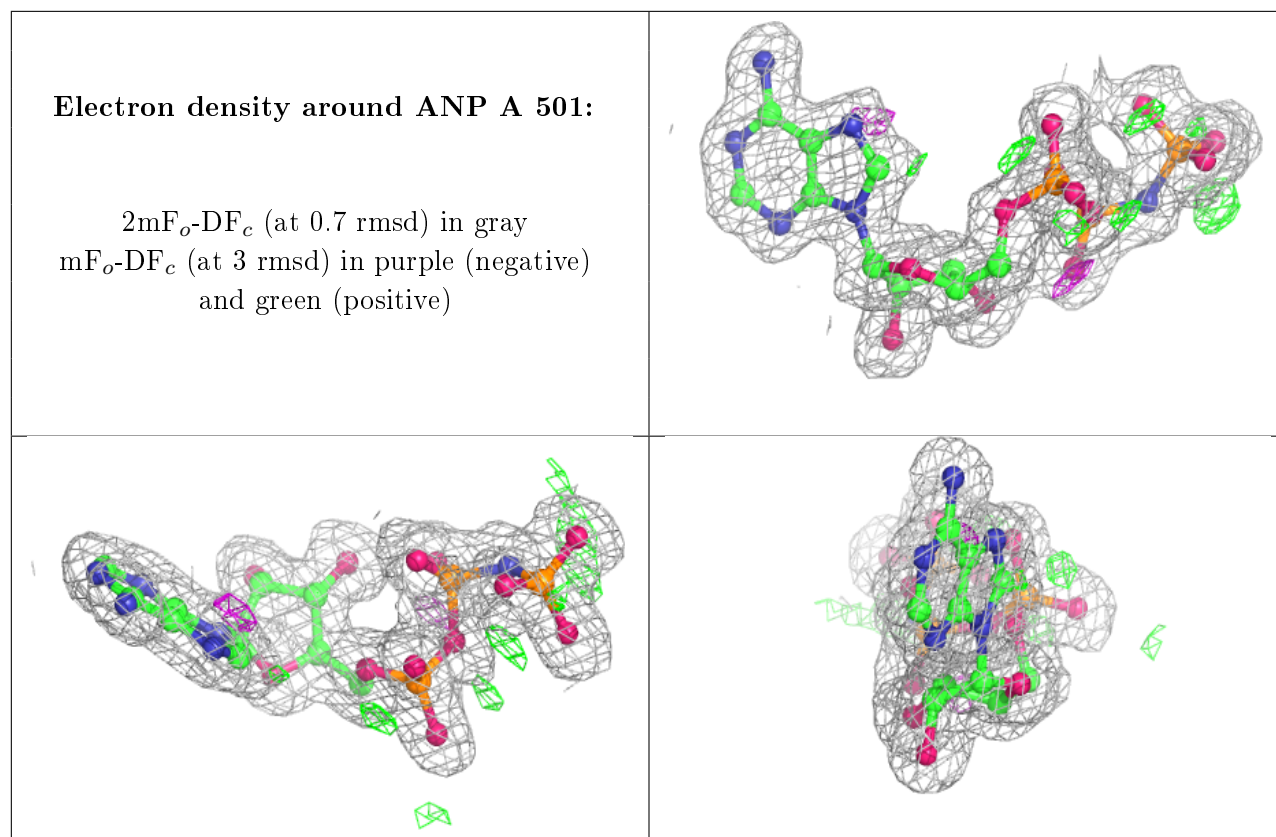 Electron density around ANP A 501:
2mFo-DFc (at 0.7 rmsd) in gray
mFo-DFc (at 3 rmsd) in purple (negative)
and green (positive)